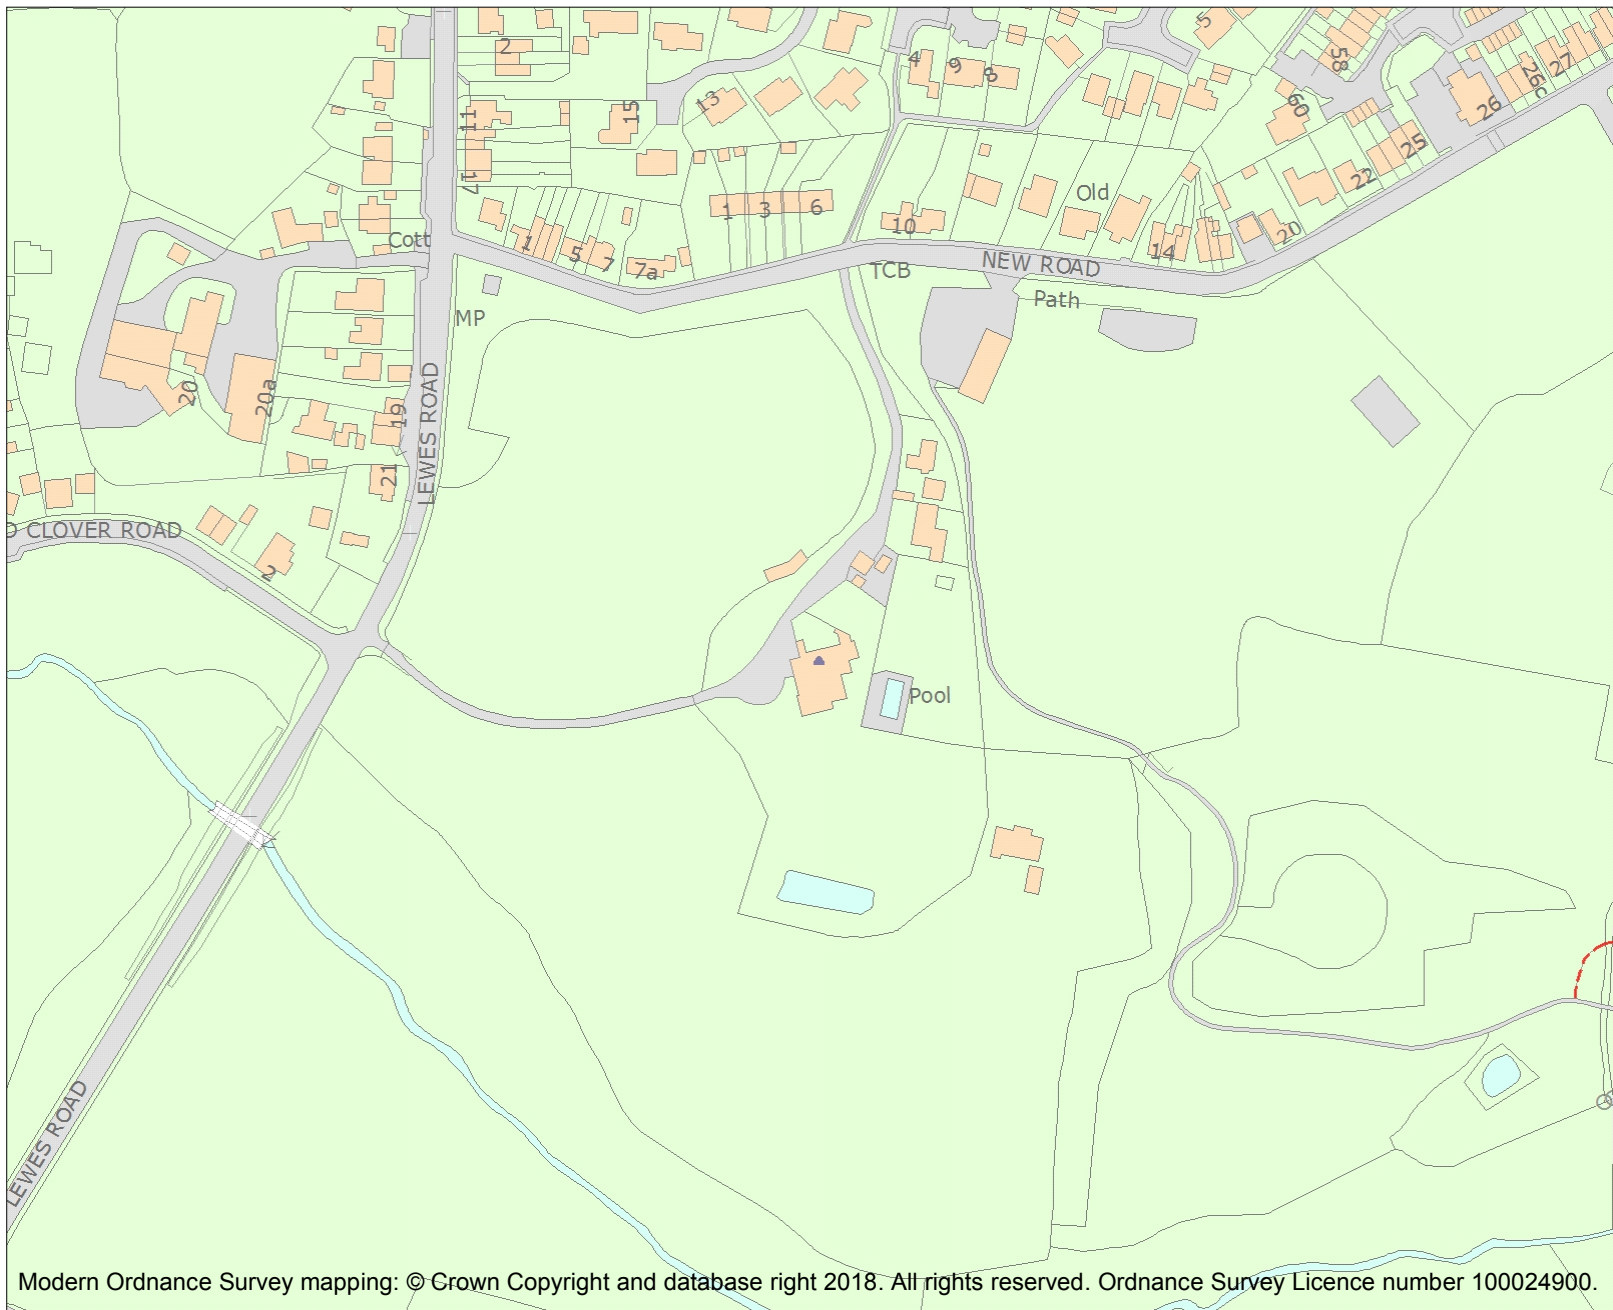 2
5
58
4
9
8
13
15
11
60
26
26c
27
25
17
22
Old
1
3
6
10
20
14
Cott
1
5
7
7a
TCB
NEW ROAD
Path
MP
LEWES ROAD
20
20a
19
21
CLOVER ROAD
2
Pool
LEWES ROAD
Modern Ordnance Survey mapping: © Crown Copyright and database right 2018. All rights reserved. Ordnance Survey Licence number 100024900.